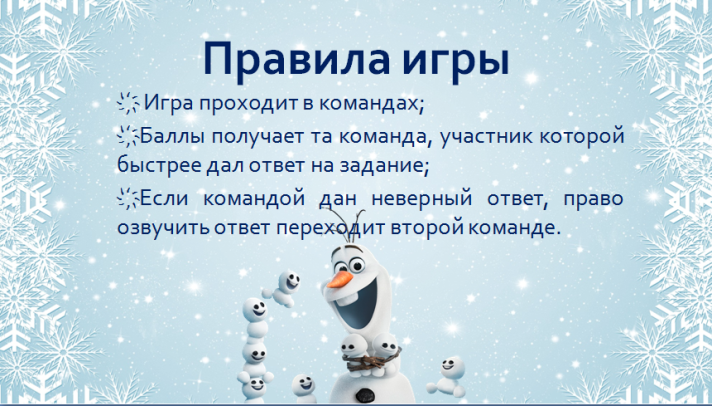 Правила игры
Игра проходит в командах;
Баллы получает та команда, участник которой
быстрее дал ответ на задание;
Если командой дан неверный ответ, право
озвучить ответ переходит второй команде.